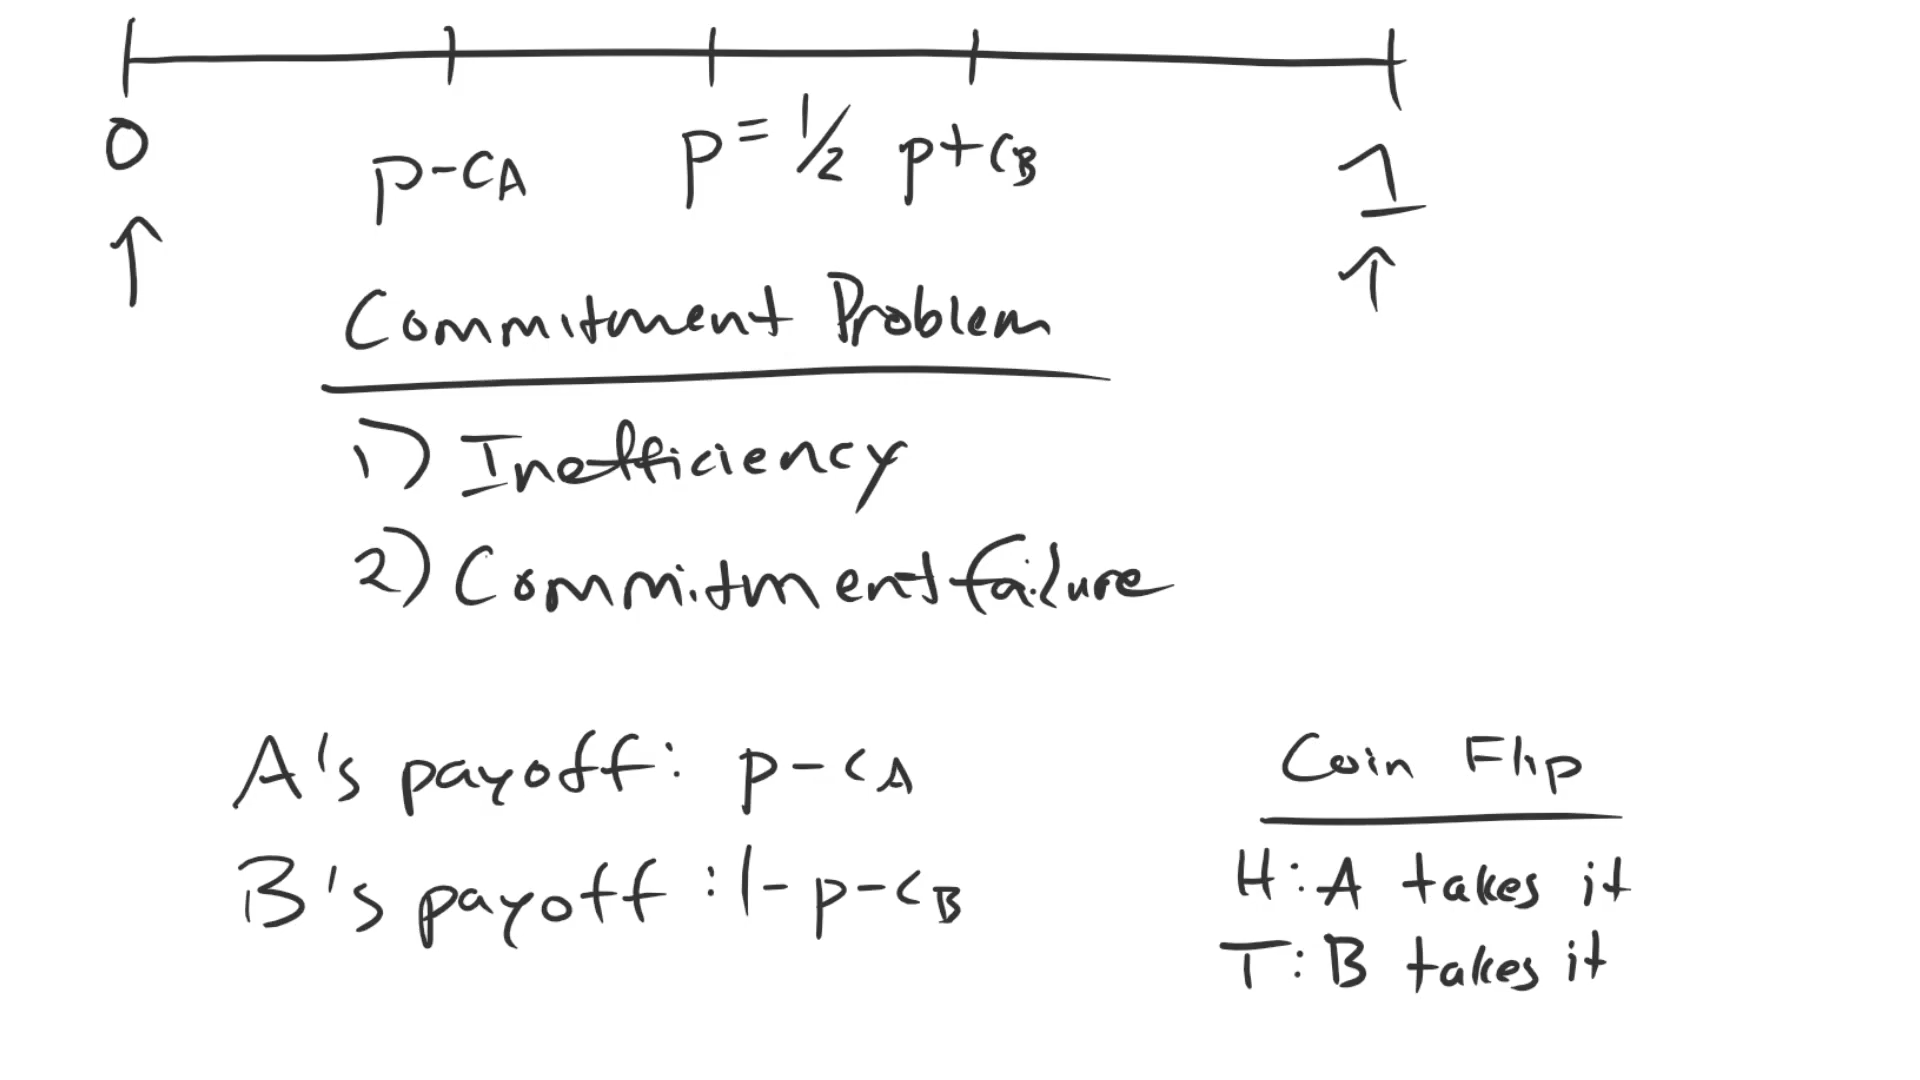 0 p-cA p=1/2 p+cB 1
Commitment Problem
1) Inefficiency
2) Commitment failure
A's payoff: p-cA
B's payoff: 1-p-cB
Coin Flip
H: A takes it
T: B takes it